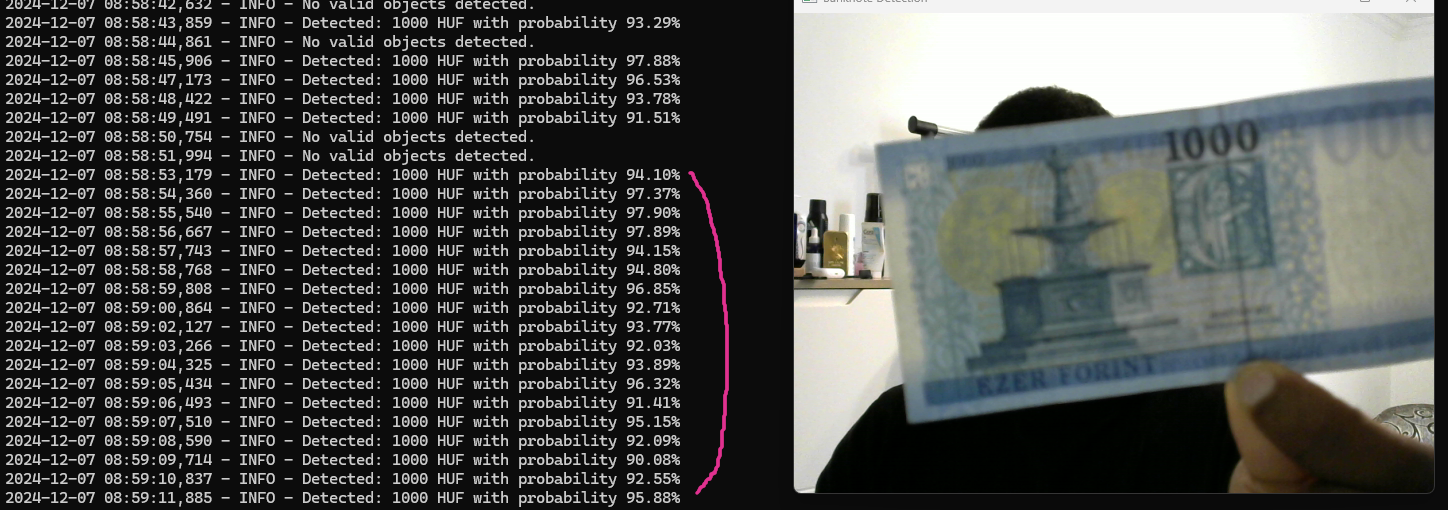 2024-12-07 08:58:42,632 - INFO - No valid objects detected.
2024-12-07 08:58:43,859 - INFO - Detected: 1000 HUF with probability 93.29%
2024-12-07 08:58:44,861 - INFO - No valid objects detected.
2024-12-07 08:58:45,906 - INFO - Detected: 1000 HUF with probability 97.88%
2024-12-07 08:58:47,173 - INFO - Detected: 1000 HUF with probability 96.53%
2024-12-07 08:58:48,422 - INFO - Detected: 1000 HUF with probability 93.78%
2024-12-07 08:58:49,491 - INFO - Detected: 1000 HUF with probability 91.51%
2024-12-07 08:58:50,754 - INFO - No valid objects detected.
2024-12-07 08:58:51,994 - INFO - No valid objects detected.
2024-12-07 08:58:53,179 - INFO - Detected: 1000 HUF with probability 94.10%
2024-12-07 08:58:54,360 - INFO - Detected: 1000 HUF with probability 97.37%
2024-12-07 08:58:55,540 - INFO - Detected: 1000 HUF with probability 97.90%
2024-12-07 08:58:56,667 - INFO - Detected: 1000 HUF with probability 97.89%
2024-12-07 08:58:57,743 - INFO - Detected: 1000 HUF with probability 94.15%
2024-12-07 08:58:58,768 - INFO - Detected: 1000 HUF with probability 94.80%
2024-12-07 08:58:59,808 - INFO - Detected: 1000 HUF with probability 96.85%
2024-12-07 08:59:00,864 - INFO - Detected: 1000 HUF with probability 92.71%
2024-12-07 08:59:02,127 - INFO - Detected: 1000 HUF with probability 93.77%
2024-12-07 08:59:03,266 - INFO - Detected: 1000 HUF with probability 92.03%
2024-12-07 08:59:04,325 - INFO - Detected: 1000 HUF with probability 93.89%
2024-12-07 08:59:05,434 - INFO - Detected: 1000 HUF with probability 96.32%
2024-12-07 08:59:06,493 - INFO - Detected: 1000 HUF with probability 91.41%
2024-12-07 08:59:07,510 - INFO - Detected: 1000 HUF with probability 95.15%
2024-12-07 08:59:08,590 - INFO - Detected: 1000 HUF with probability 92.09%
2024-12-07 08:59:09,714 - INFO - Detected: 1000 HUF with probability 90.08%
2024-12-07 08:59:10,837 - INFO - Detected: 1000 HUF with probability 92.55%
2024-12-07 08:59:11,885 - INFO - Detected: 1000 HUF with probability 95.88%
Banknote Detection
1000
EZER FORINT